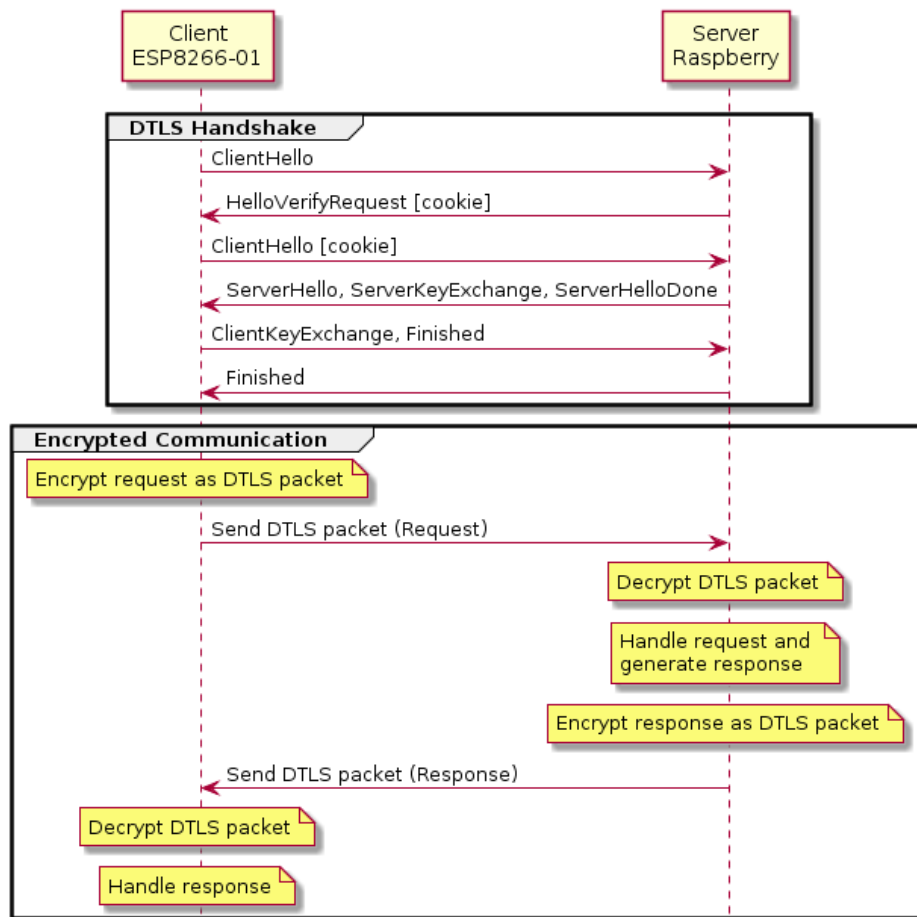 Client
ESP8266-01
Server
Raspberry
DTLS Handshake
ClientHello
HelloVerifyRequest [cookie]
ClientHello [cookie]
ServerHello, ServerKeyExchange, ServerHelloDone
ClientKeyExchange, Finished
Finished
Encrypted Communication
Encrypt request as DTLS packet
Send DTLS packet (Request)
Decrypt DTLS packet
Handle request and
generate response
Encrypt response as DTLS packet
Send DTLS packet (Response)
Decrypt DTLS packet
Handle response